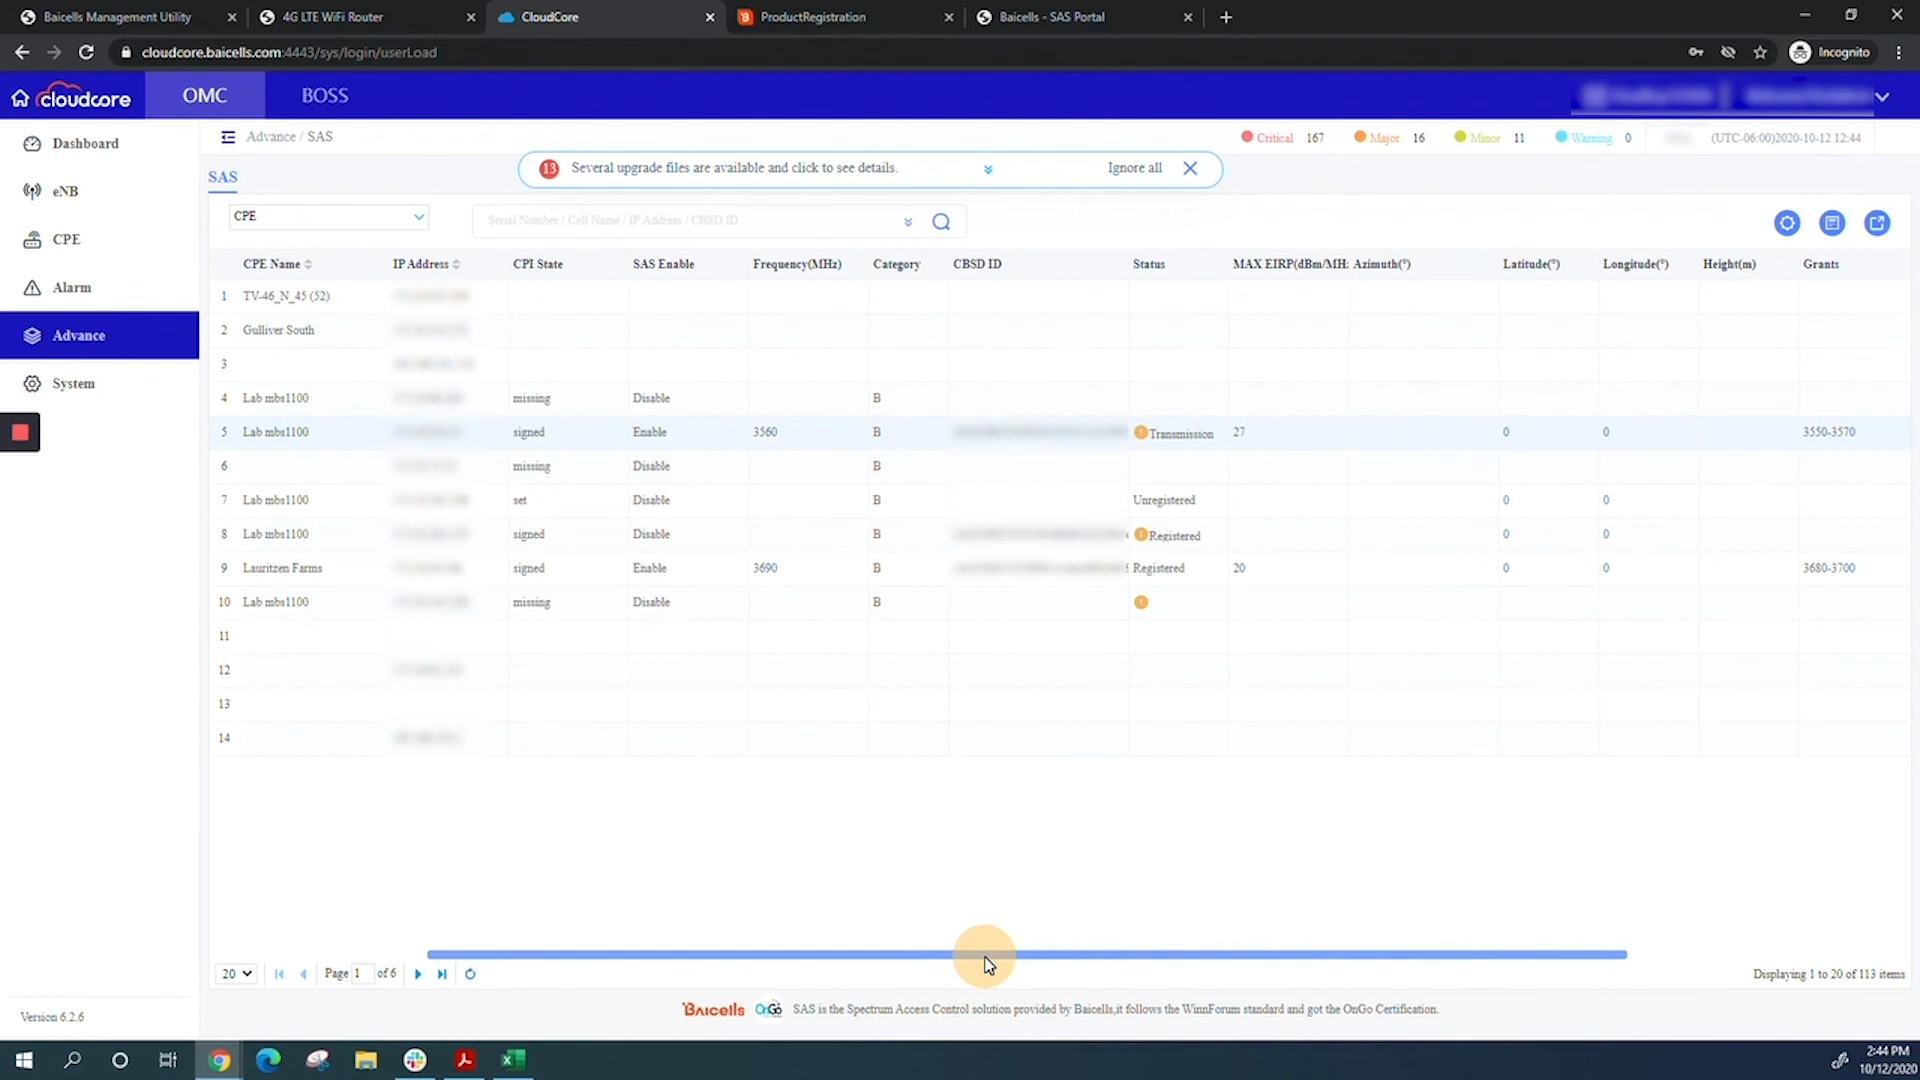 Baicells Management Utility
4G LTE WiFi Router
CloudCore
ProductRegistration
Baicells - SAS Portal
cloudcore.baicells.com:4443/sys/login/userLoad
Incognito
cloudcore
OMC
BOSS
Dashboard
eNB
CPE
Alarm
Advance
System
Version 6.2.6
Advance / SAS
Critical 167
Major 16
Minor 11
Warning 0
(UTC-06:00)2020-10-12 12:44
13 Several upgrade files are available and click to see details.
Ignore all
SAS
CPE
Serial Number / Cell Name / IP Address / CBSD ID
CPE Name IP Address CPI State SAS Enable Frequency(MHz) Category CBSD ID Status MAX EIRP(dBm/MH: Azimuth(°) Latitude(°) Longitude(°) Height(m) Grants
1 TV-46_N_45 (52)
2 Gulliver South
3
4 Lab mbs1100 missing Disable B
5 Lab mbs1100 signed Enable 3560 B Transmission 27 0 0 3550-3570
6 missing Disable B
7 Lab mbs1100 set Disable B Unregistered 0 0
8 Lab mbs1100 signed Disable B Registered 0 0
9 Lauritzen Farms signed Enable 3690 B Registered 20 0 0 3680-3700
10 Lab mbs1100 missing Disable B
11
12
13
14
20 Page 1 of 6
Displaying 1 to 20 of 113 items
Baicells OnGo SAS is the Spectrum Access Control solution provided by Baicells,it follows the WinnForum standard and got the OnGo Certification.
2:44 PM
10/12/2020